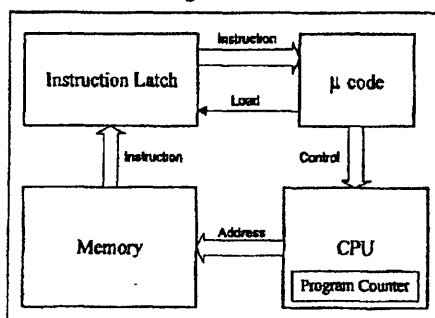 Instruction
Instruction Latch
μ code
Load
Instruction
Control
Memory
Address
CPU
Program Counter